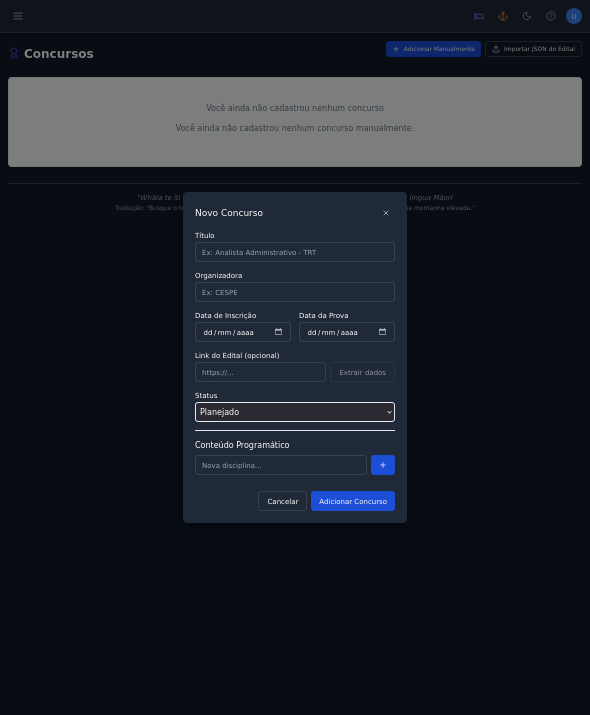 U
Concursos
Adicionar Manualmente
Importar JSON do Edital
Você ainda não cadastrou nenhum concurso
Você ainda não cadastrou nenhum concurso manualmente.
"Whāia te iti
língua Māori
Tradução: "Busque o
montanha elevada."
Novo Concurso
Título
Ex: Analista Administrativo - TRT
Organizadora
Ex: CESPE
Data de Inscrição
Data da Prova
dd/mm/aaaa
dd/mm/aaaa
Link do Edital (opcional)
https://...
Extrair dados
Status
Planejado
Conteúdo Programático
Nova disciplina...
Cancelar
Adicionar Concurso